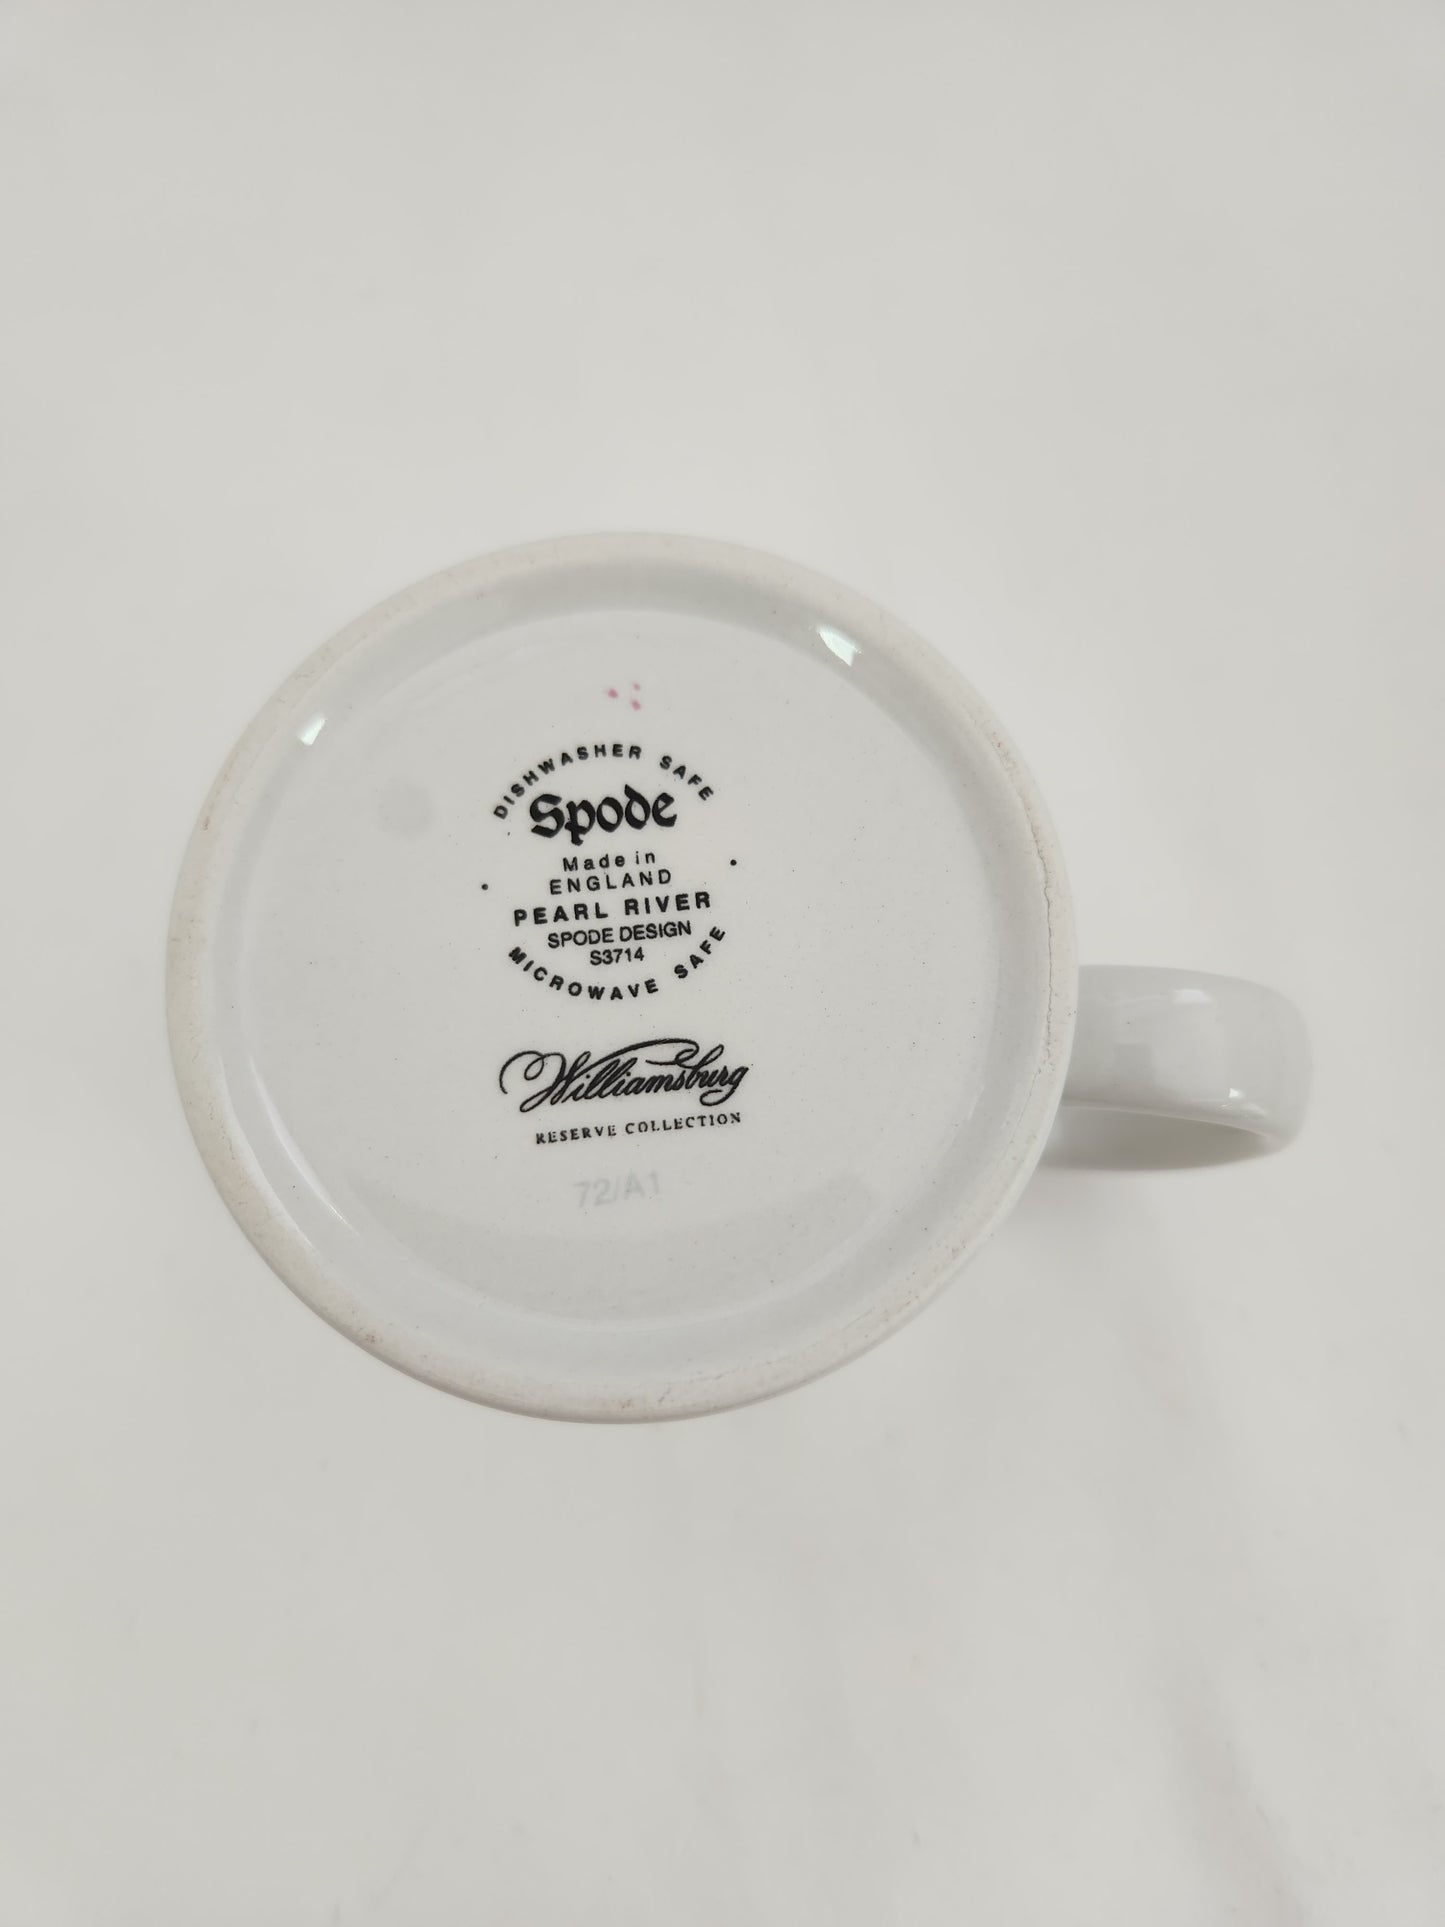 DISHWASHER SAFE
Spode
Made in
ENGLAND
PEARL RIVER
SPODE DESIGN
S3714
MICROWAVE SAFE
Williamsburg
RESERVE COLLECTION
72/A1